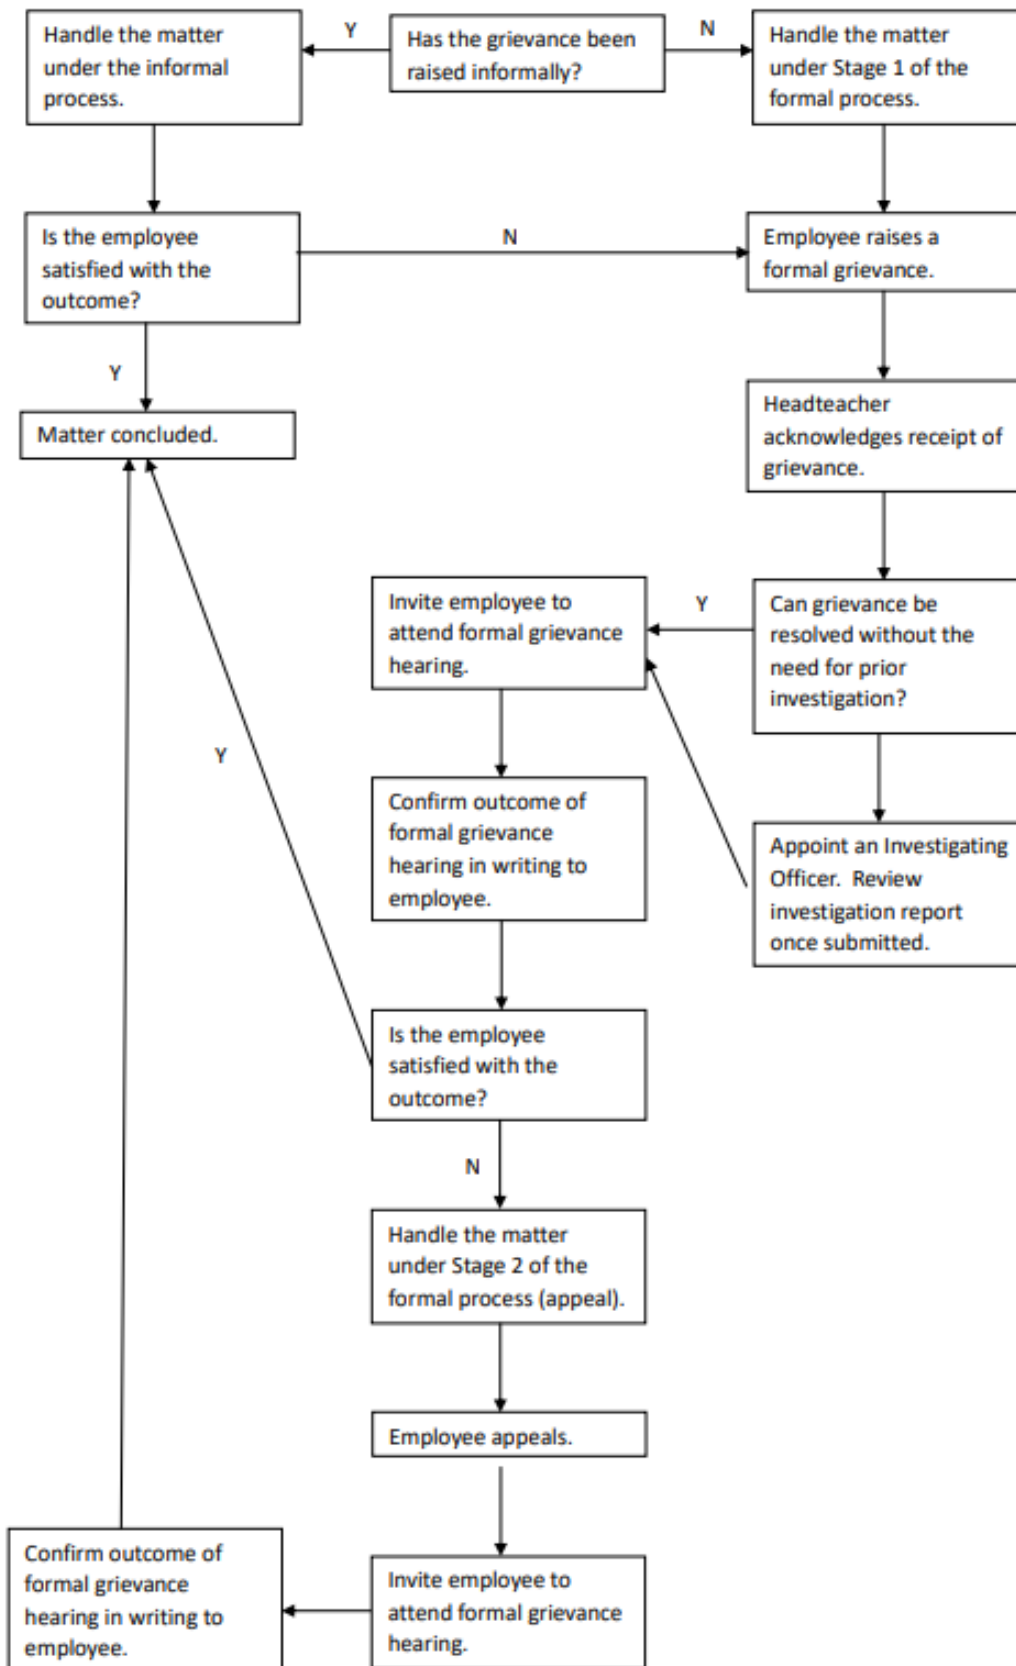 Handle the matter
under the informal
process.
Y
Has the grievance been
raised informally?
N
Handle the matter
under Stage 1 of the
formal process.
Is the employee
satisfied with the
outcome?
N
Employee raises a
formal grievance.
Y
Matter concluded.
Headteacher
acknowledges receipt of
grievance.
Invite employee to
attend formal grievance
hearing.
Y
Can grievance be
resolved without the
need for prior
investigation?
Y
Confirm outcome of
formal grievance
hearing in writing to
employee.
Appoint an Investigating
Officer.  Review
investigation report
once submitted.
Is the employee
satisfied with the
outcome?
N
Handle the matter
under Stage 2 of the
formal process (appeal).
Employee appeals.
Confirm outcome of
formal grievance
hearing in writing to
employee.
Invite employee to
attend formal grievance
hearing.